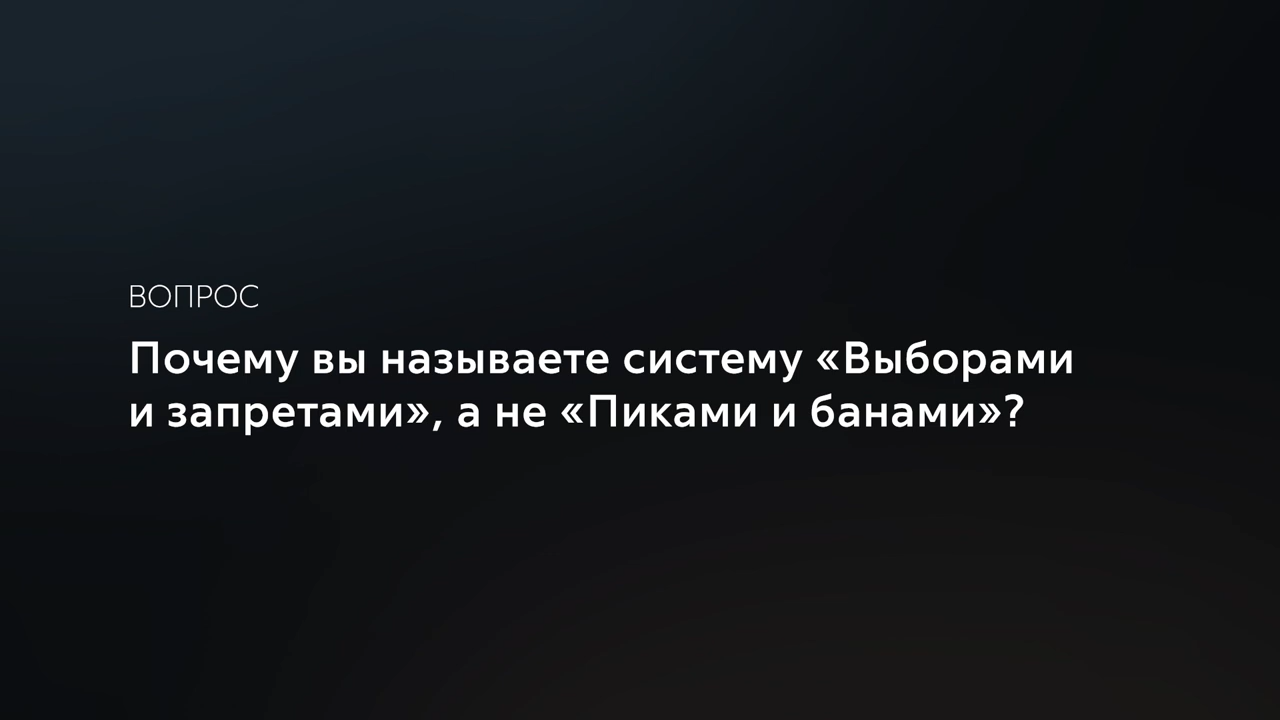 ВОПРОС
Почему вы называете систему «Выборами
и запретами», а не «Пиками и банами»?